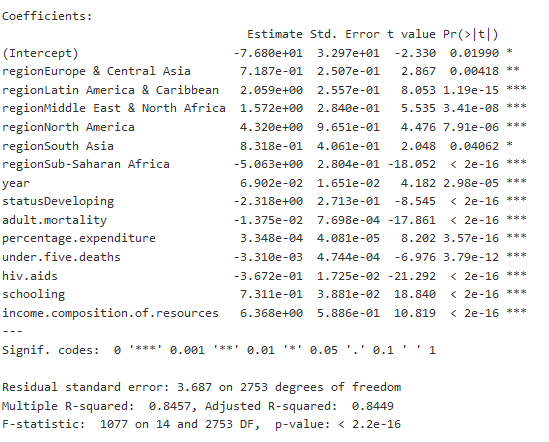 Coefficients:
                                  Estimate Std. Error t value Pr(>|t|)
(Intercept)                     -7.680e+01  3.297e+01  -2.330  0.01990 *
regionEurope & Central Asia      7.187e-01  2.507e-01   2.867  0.00418 **
regionLatin America & Caribbean  2.059e+00  2.557e-01   8.053 1.19e-15 ***
regionMiddle East & North Africa 1.572e+00  2.840e-01   5.535 3.41e-08 ***
regionNorth America              4.320e+00  9.651e-01   4.476 7.91e-06 ***
regionSouth Asia                 8.318e-01  4.061e-01   2.048  0.04062 *
regionSub-Saharan Africa        -5.063e+00  2.804e-01 -18.052  < 2e-16 ***
year                             6.902e-02  1.651e-02   4.182 2.98e-05 ***
statusDeveloping                -2.318e+00  2.713e-01  -8.545  < 2e-16 ***
adult.mortality                 -1.375e-02  7.698e-04 -17.861  < 2e-16 ***
percentage.expenditure           3.348e-04  4.081e-05   8.202 3.57e-16 ***
under.five.deaths               -3.310e-03  4.744e-04  -6.976 3.79e-12 ***
hiv.aids                        -3.672e-01  1.725e-02 -21.292  < 2e-16 ***
schooling                        7.311e-01  3.881e-02  18.840  < 2e-16 ***
income.composition.of.resources  6.368e+00  5.886e-01  10.819  < 2e-16 ***
---
Signif. codes:  0 '***' 0.001 '**' 0.01 '*' 0.05 '.' 0.1 ' ' 1

Residual standard error: 3.687 on 2753 degrees of freedom
Multiple R-squared:  0.8457, Adjusted R-squared:  0.8449
F-statistic:  1077 on 14 and 2753 DF,  p-value: < 2.2e-16